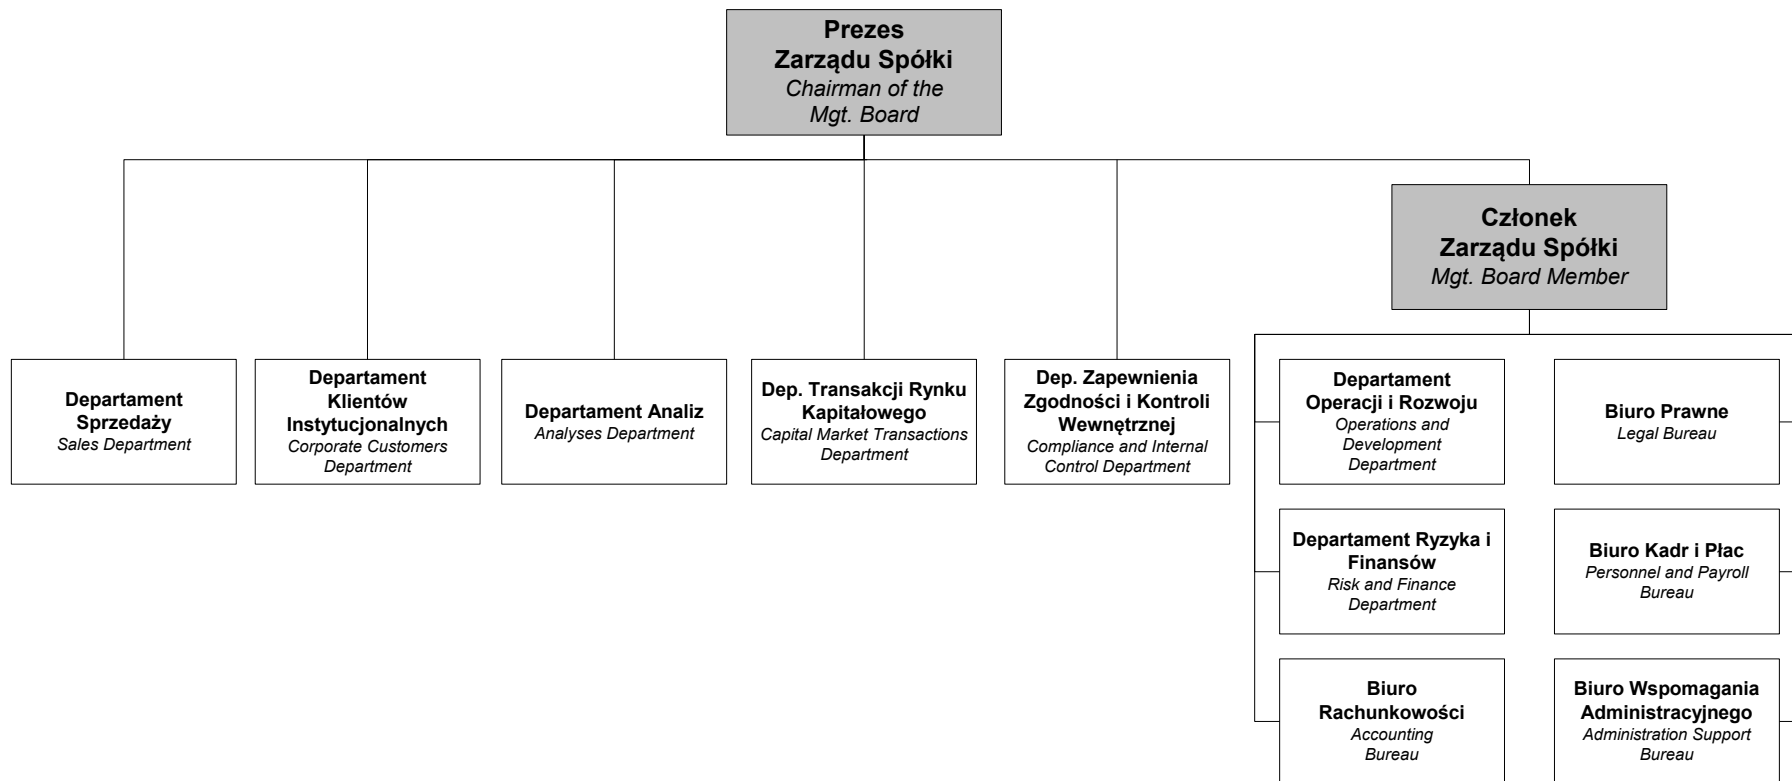 Prezes
Zarządu Spółki
Chairman of the
Mgt. Board
Członek
Zarządu Spółki
Mgt. Board Member
Departament
Sprzedaży
Sales Department
Departament
Klientów
Instytucjonalnych
Corporate Customers
Department
Departament Analiz
Analyses Department
Dep. Transakcji Rynku
Kapitałowego
Capital Market Transactions
Department
Dep. Zapewnienia
Zgodności i Kontroli
Wewnętrznej
Compliance and Internal
Control Department
Departament
Operacji i Rozwoju
Operations and
Development
Department
Biuro Prawne
Legal Bureau
Departament Ryzyka i
Finansów
Risk and Finance
Department
Biuro Kadr i Płac
Personnel and Payroll
Bureau
Biuro
Rachunkowości
Accounting
Bureau
Biuro Wspomagania
Administracyjnego
Administration Support
Bureau